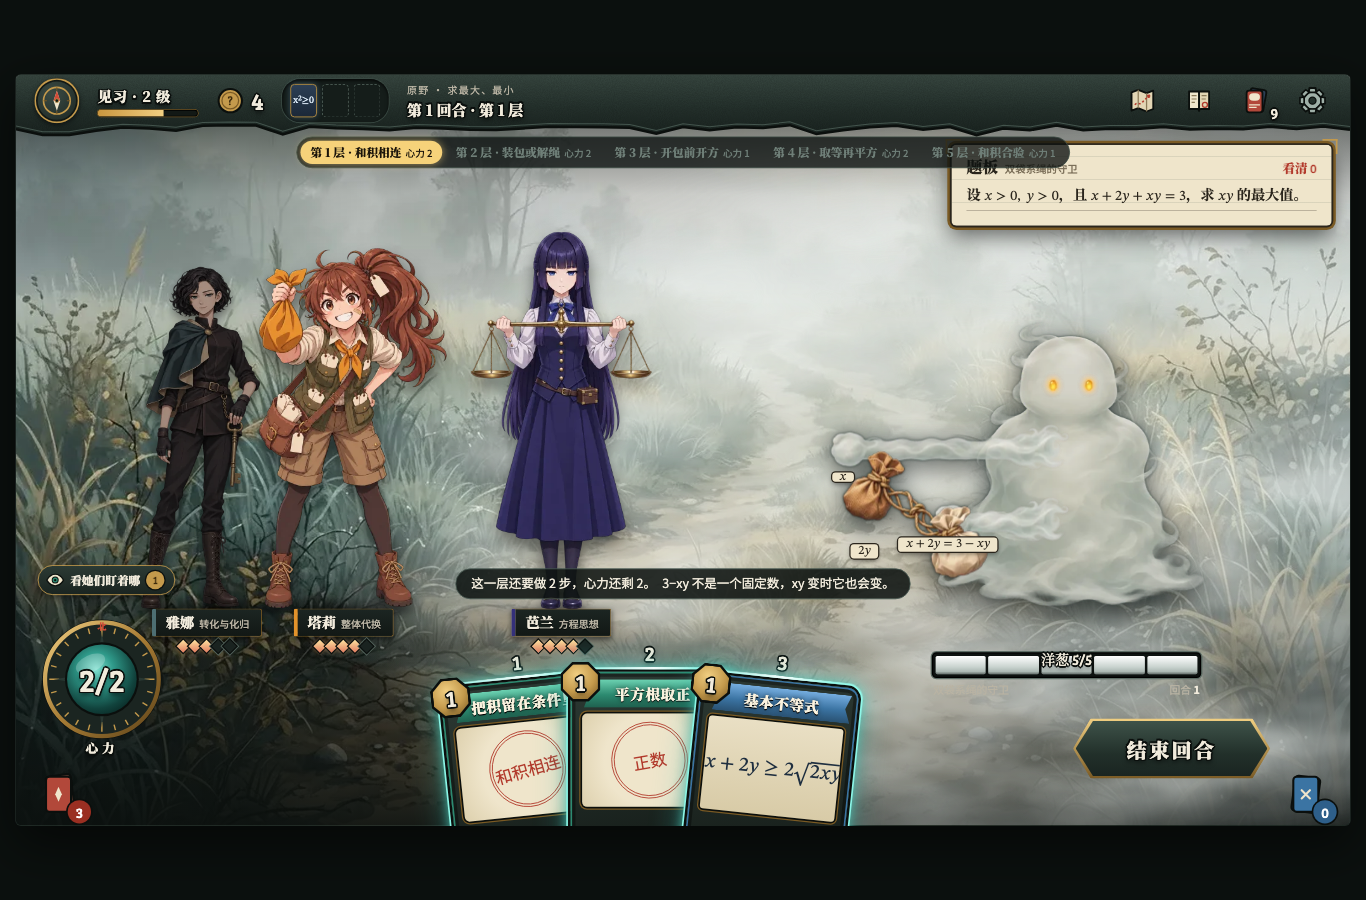 见习·2 级
?
4
x²≥0
原野 · 求最大、最小
第1回合·第1层
9
第1层·和积相连 心力2
第2层·装包或解绳 心力2
第3层·开包前开方 心力1
第4层·取等再平方 心力2
第5层·和积合验 心力1
题板 双袋系绳的守卫
看清 0
设 x > 0, y > 0，且 x + 2y + xy = 3，求 xy 的最大值。
x
2y
x + 2y = 3 − xy
看她们盯着哪 1
这一层还要做 2 步，心力还剩 2。 3−xy 不是一个固定数，xy 变时它也会变。
雅娜 转化与化归
塔莉 整体代换
芭兰 方程思想
2/2
心力
3
1
1
把积留在条件
和积相连
2
1
平方根取正
正数
3
1
基本不等式
x + 2y ≥ 2√2xy
洋葱 5/5
回合 1
结束回合
0